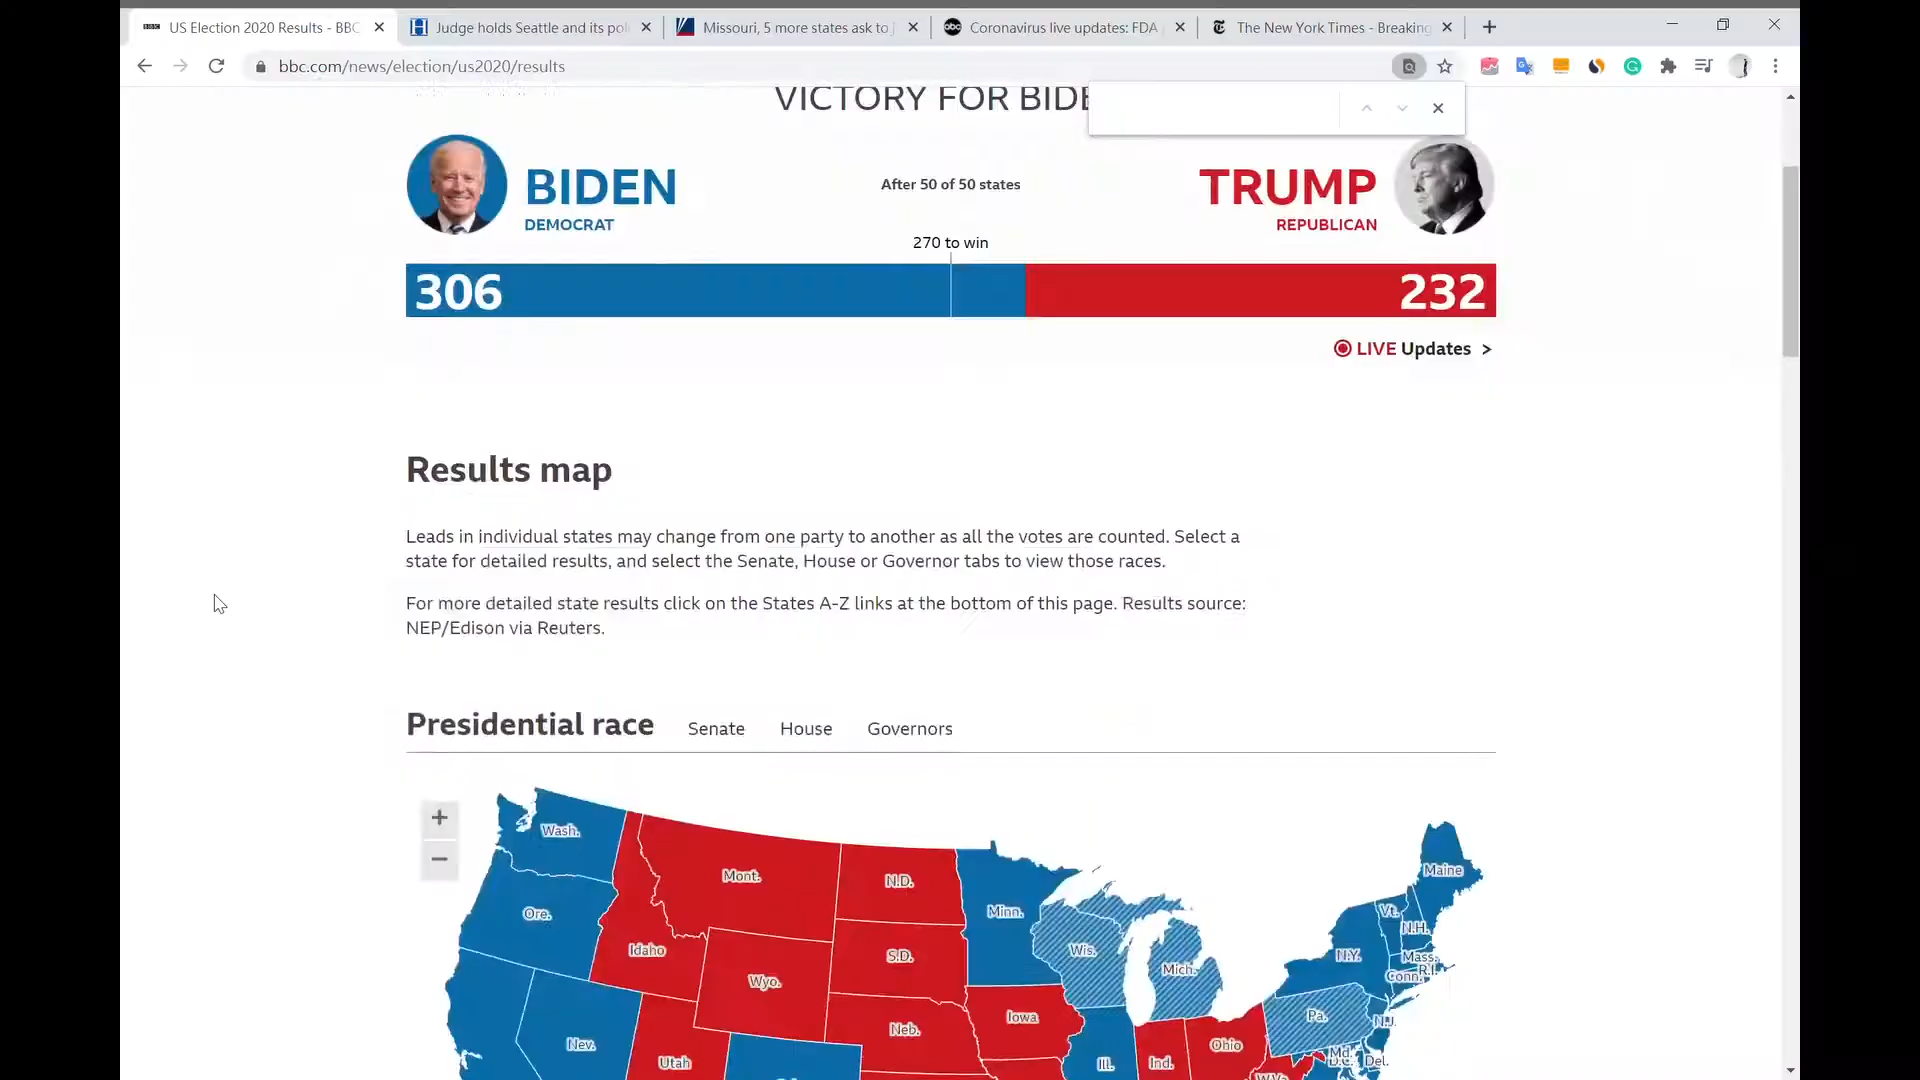 BBC US Election 2020 Results - BBC
Judge holds Seattle and its pol
Missouri, 5 more states ask to j
abc Coronavirus live updates: FDA
The New York Times - Breaking
bbc.com/news/election/us2020/results
VICTORY FOR BIDE
BIDEN
DEMOCRAT
After 50 of 50 states
TRUMP
REPUBLICAN
270 to win
306
232
LIVE Updates >
Results map
Leads in individual states may change from one party to another as all the votes are counted. Select a
state for detailed results, and select the Senate, House or Governor tabs to view those races.
For more detailed state results click on the States A-Z links at the bottom of this page. Results source:
NEP/Edison via Reuters.
Presidential race Senate House Governors
+
−
Wash.
Mont.
N.D.
Minn.
Maine
Ore.
Idaho
S.D.
Wis.
Mich.
Vt.
N.H.
N.Y.
Mass.
Conn.
R.I.
Wyo.
Iowa
Pa.
N.J.
Nev.
Utah
Neb.
Ill.
Ind.
Ohio
Md.
D.C.
Del.
W.Va.